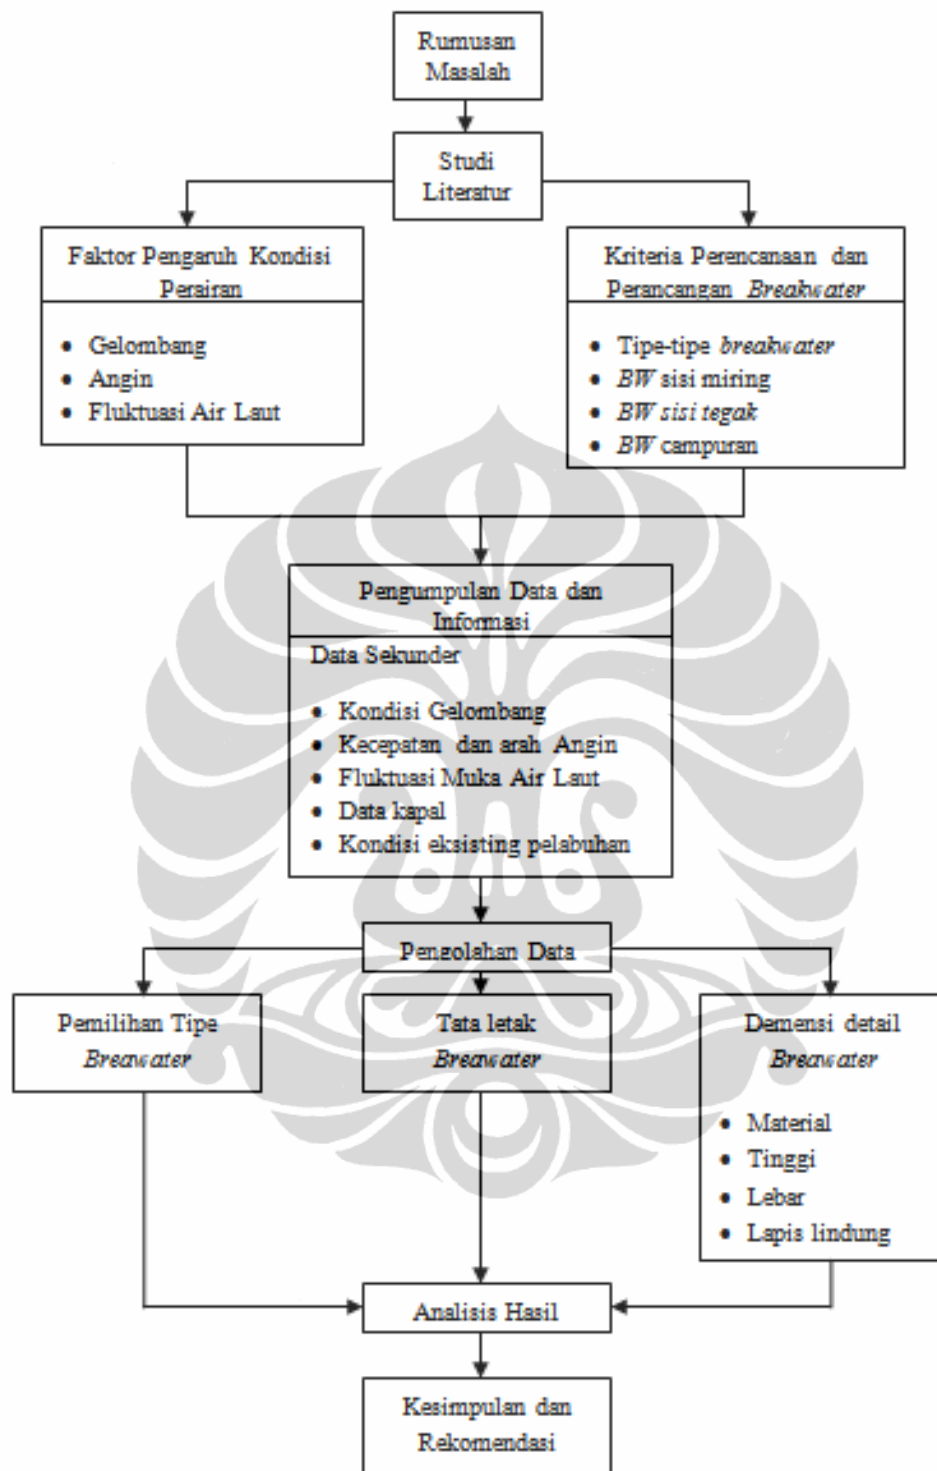 Rumusan
Masalah
Studi
Literatur
Faktor Pengaruh Kondisi
Perairan
• Gelombang
• Angin
• Fluktuasi Air Laut
Kriteria Perencanaan dan
Perancangan Breakwater
• Tipe-tipe breakwater
• BW sisi miring
• BW sisi tegak
• BW campuran
Pengumpulan Data dan
Informasi
Data Sekunder
• Kondisi Gelombang
• Kecepatan dan arah Angin
• Fluktuasi Muka Air Laut
• Data kapal
• Kondisi eksisting pelabuhan
Pengolahan Data
Pemilihan Tipe
Breawater
Tata letak
Breawater
Demensi detail
Breawater
• Material
• Tinggi
• Lebar
• Lapis lindung
Analisis Hasil
Kesimpulan dan
Rekomendasi